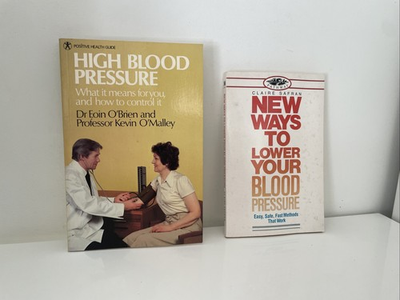 POSITIVE HEALTH GUIDE
HIGH BLOOD
PRESSURE
What it means for you,
and how to control it
Dr Eoin O'Brien and
Professor Kevin O'Malley
CLAIRE SAFRAN
NEW
WAYS
TO
LOWER
YOUR
BLOOD
PRESSURE
Easy, Safe, Fast Methods
That Work